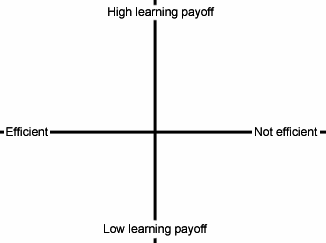 High learning payoff
Efficient
Not efficient
Low learning payoff